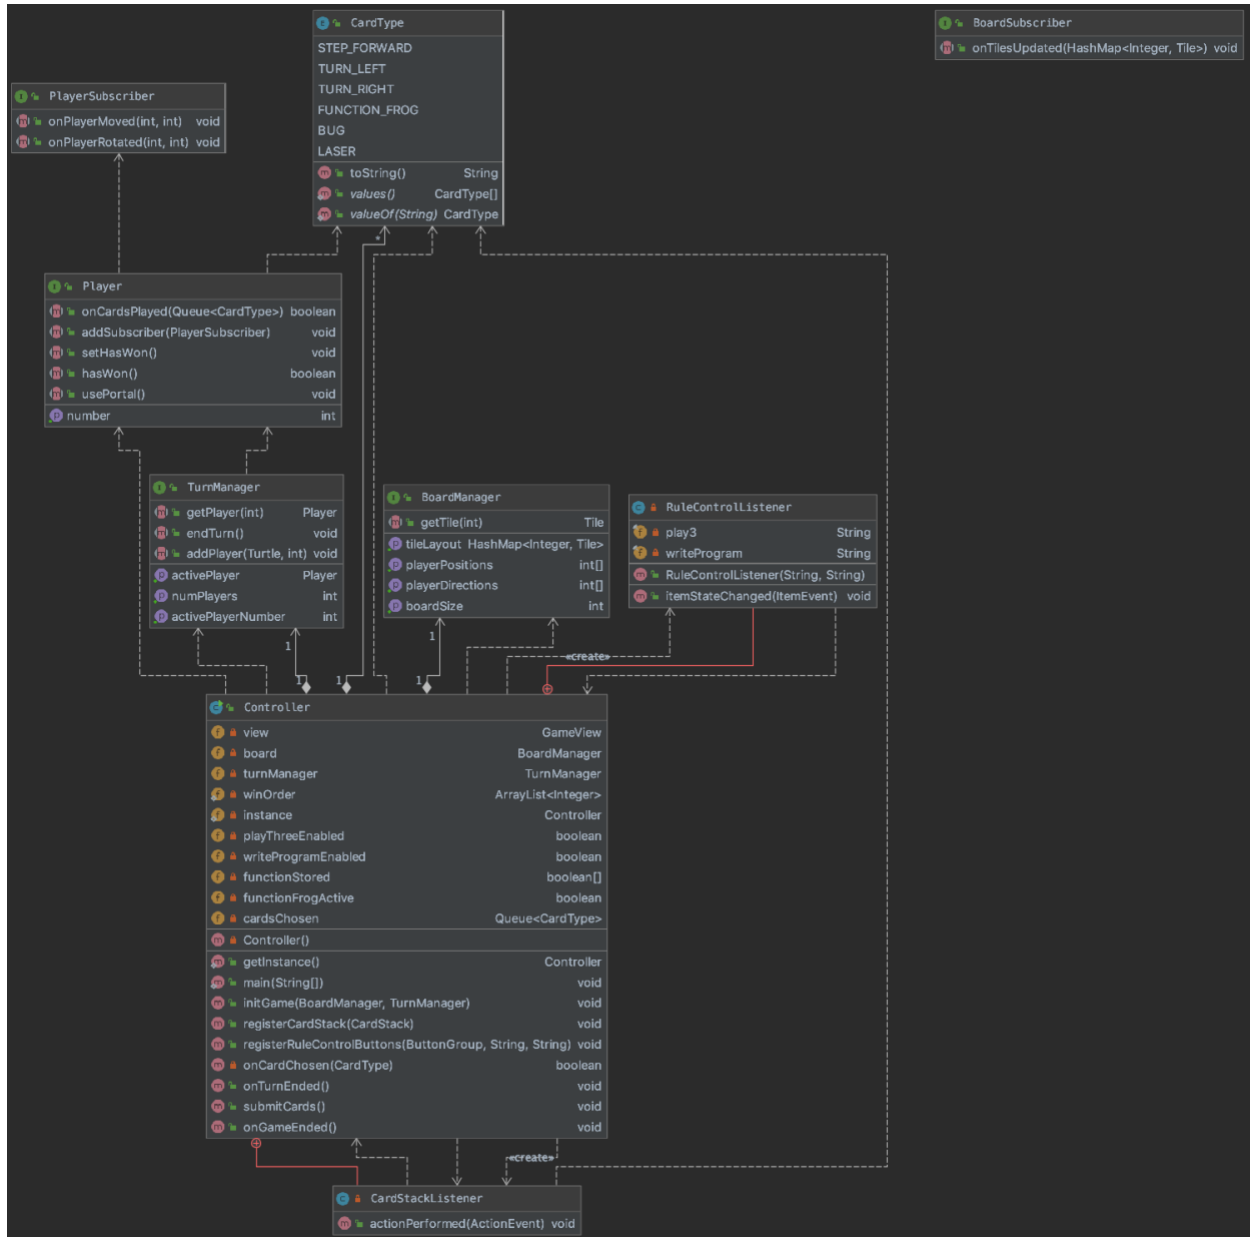 CardType
STEP_FORWARD
TURN_LEFT
TURN_RIGHT
FUNCTION_FROG
BUG
LASER
toString() String
values() CardType[]
valueOf(String) CardType
BoardSubscriber
onTilesUpdated(HashMap<Integer, Tile>) void
PlayerSubscriber
onPlayerMoved(int, int) void
onPlayerRotated(int, int) void
*
Player
onCardsPlayed(Queue<CardType>) boolean
addSubscriber(PlayerSubscriber) void
setHasWon() void
hasWon() boolean
usePortal() void
number int
TurnManager
getPlayer(int) Player
endTurn() void
addPlayer(Turtle, int) void
activePlayer Player
numPlayers int
activePlayerNumber int
BoardManager
getTile(int) Tile
tileLayout HashMap<Integer, Tile>
playerPositions int[]
playerDirections int[]
boardSize int
RuleControlListener
play3 String
writeProgram String
RuleControlListener(String, String)
itemStateChanged(ItemEvent) void
1
1
«create»
1
1
1
Controller
view GameView
board BoardManager
turnManager TurnManager
winOrder ArrayList<Integer>
instance Controller
playThreeEnabled boolean
writeProgramEnabled boolean
functionStored boolean[]
functionFrogActive boolean
cardsChosen Queue<CardType>
Controller()
getInstance() Controller
main(String[]) void
initGame(BoardManager, TurnManager) void
registerCardStack(CardStack) void
registerRuleControlButtons(ButtonGroup, String, String) void
onCardChosen(CardType) boolean
onTurnEnded() void
submitCards() void
onGameEnded() void
«create»
CardStackListener
actionPerformed(ActionEvent) void